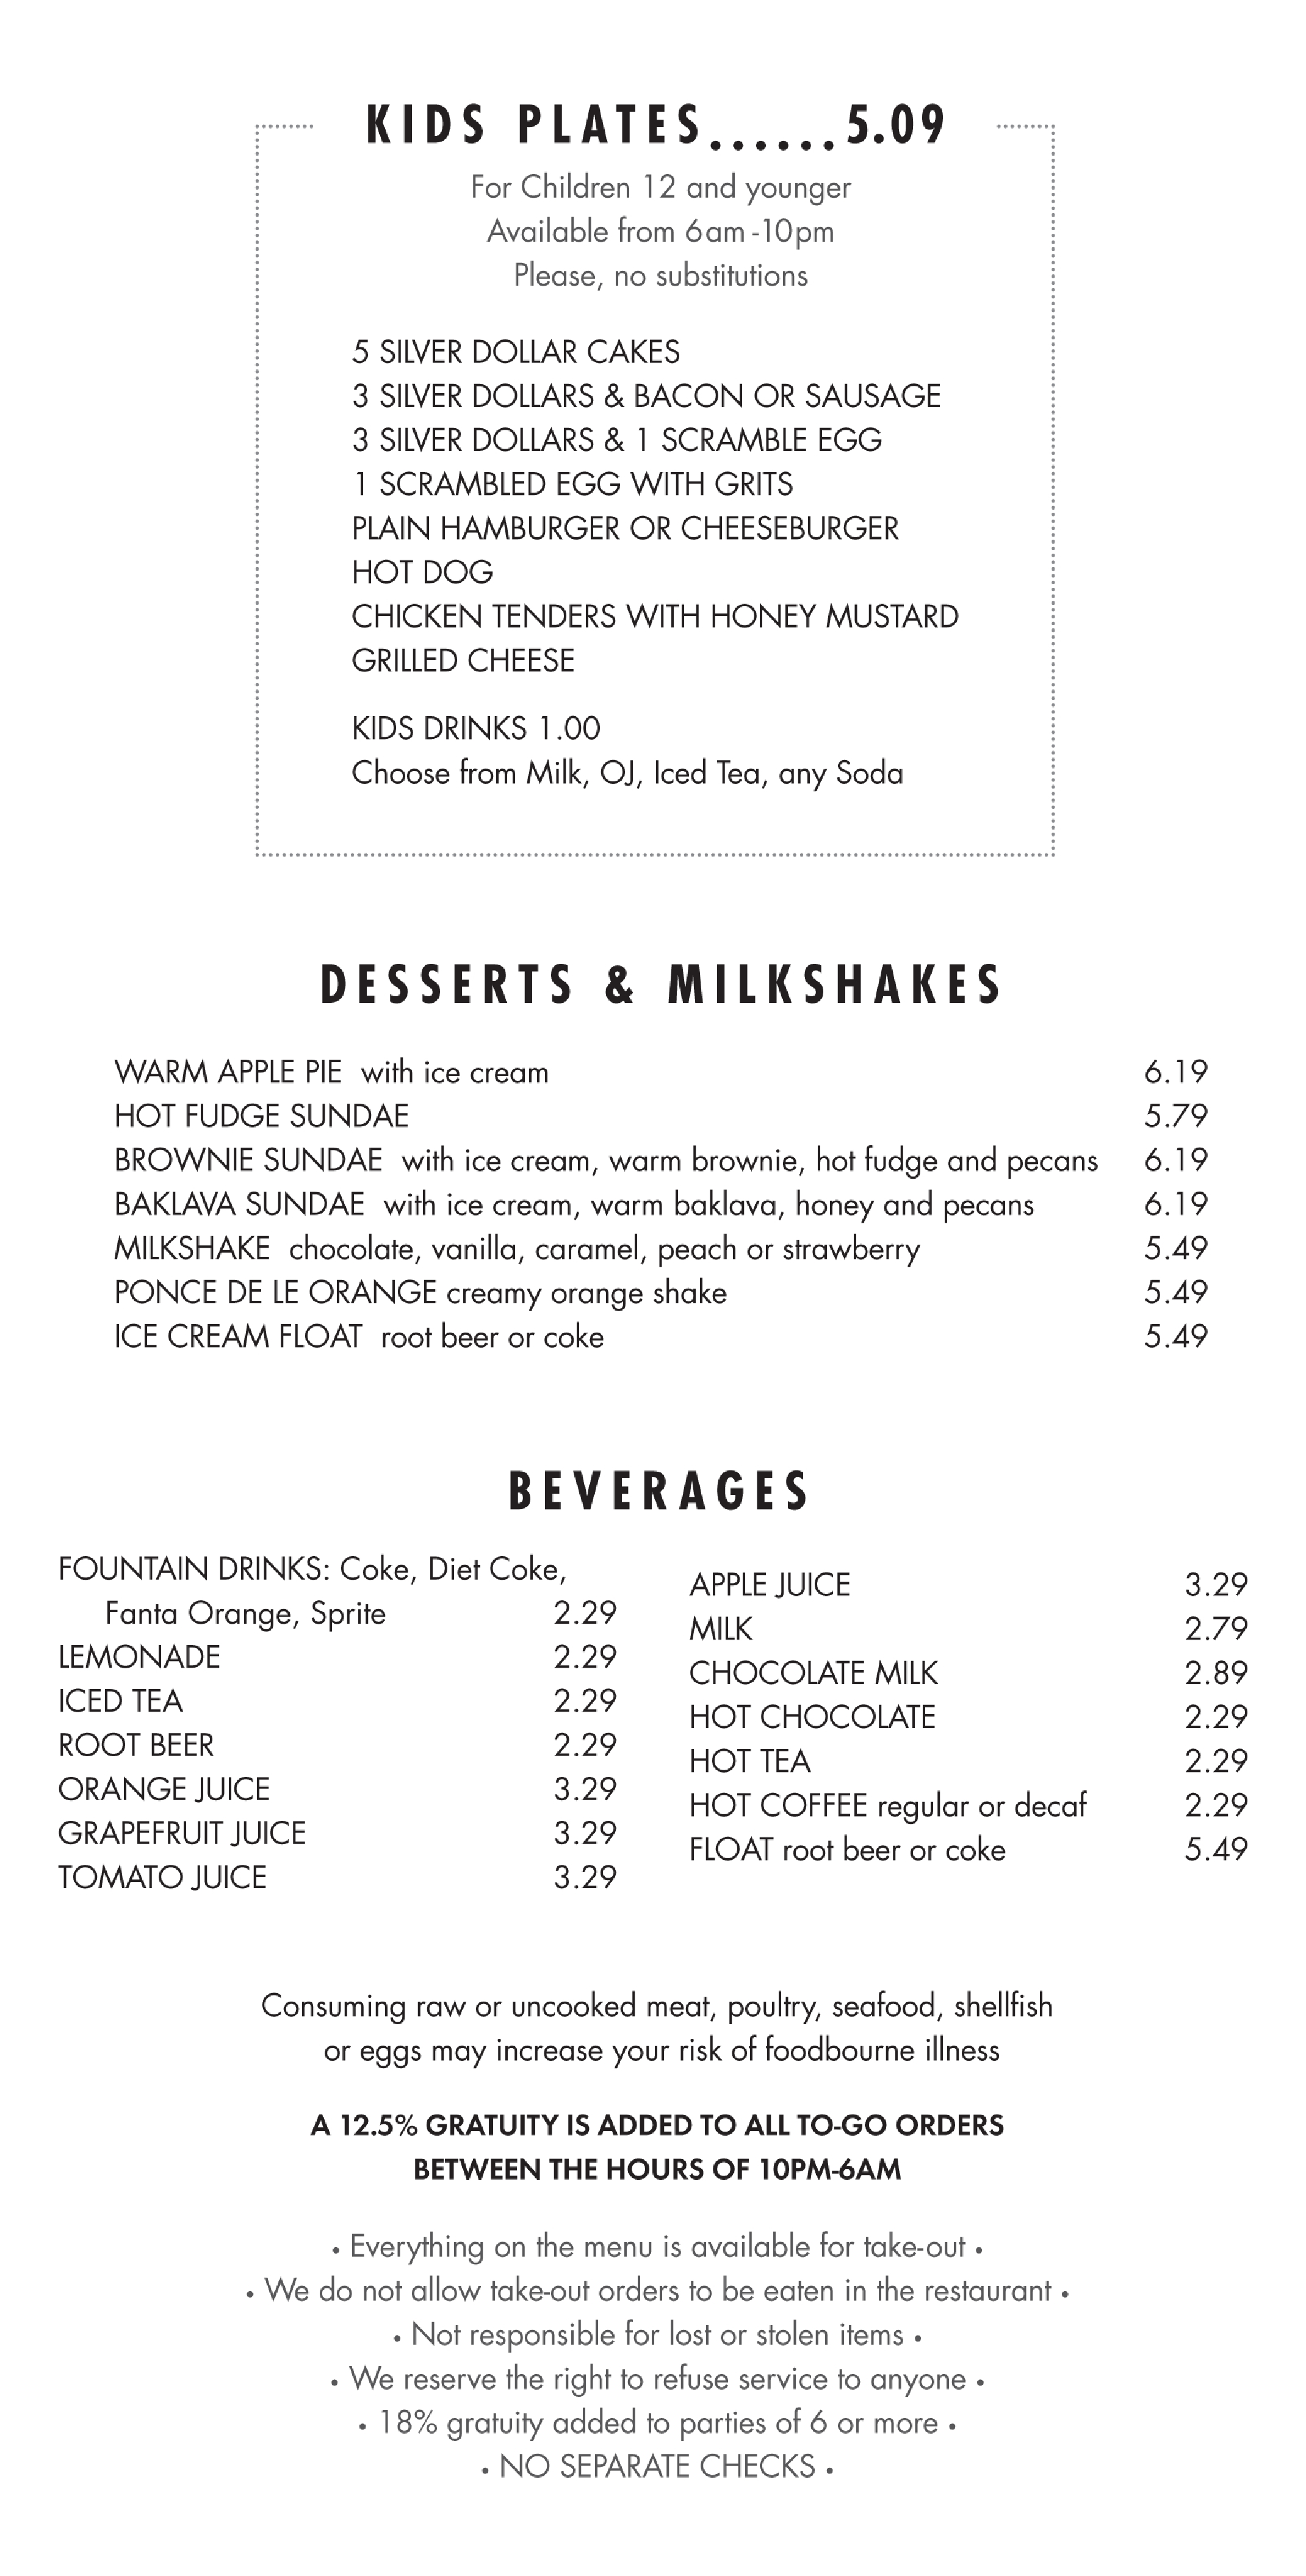 KIDS PLATES......5.09
For Children 12 and younger
Available from 6am -10pm
Please, no substitutions
5 SILVER DOLLAR CAKES
3 SILVER DOLLARS & BACON OR SAUSAGE
3 SILVER DOLLARS & 1 SCRAMBLE EGG
1 SCRAMBLED EGG WITH GRITS
PLAIN HAMBURGER OR CHEESEBURGER
HOT DOG
CHICKEN TENDERS WITH HONEY MUSTARD
GRILLED CHEESE
KIDS DRINKS 1.00
Choose from Milk, OJ, Iced Tea, any Soda
DESSERTS & MILKSHAKES
WARM APPLE PIE with ice cream 6.19
HOT FUDGE SUNDAE 5.79
BROWNIE SUNDAE with ice cream, warm brownie, hot fudge and pecans 6.19
BAKLAVA SUNDAE with ice cream, warm baklava, honey and pecans 6.19
MILKSHAKE chocolate, vanilla, caramel, peach or strawberry 5.49
PONCE DE LE ORANGE creamy orange shake 5.49
ICE CREAM FLOAT root beer or coke 5.49
BEVERAGES
FOUNTAIN DRINKS: Coke, Diet Coke,
Fanta Orange, Sprite 2.29
LEMONADE 2.29
ICED TEA 2.29
ROOT BEER 2.29
ORANGE JUICE 3.29
GRAPEFRUIT JUICE 3.29
TOMATO JUICE 3.29
APPLE JUICE 3.29
MILK 2.79
CHOCOLATE MILK 2.89
HOT CHOCOLATE 2.29
HOT TEA 2.29
HOT COFFEE regular or decaf 2.29
FLOAT root beer or coke 5.49
Consuming raw or uncooked meat, poultry, seafood, shellfish
or eggs may increase your risk of foodbourne illness
A 12.5% GRATUITY IS ADDED TO ALL TO-GO ORDERS
BETWEEN THE HOURS OF 10PM-6AM
• Everything on the menu is available for take-out •
• We do not allow take-out orders to be eaten in the restaurant •
• Not responsible for lost or stolen items •
• We reserve the right to refuse service to anyone •
• 18% gratuity added to parties of 6 or more •
• NO SEPARATE CHECKS •